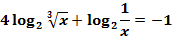 4 log₂ ∛x + log₂ 1/x = −1